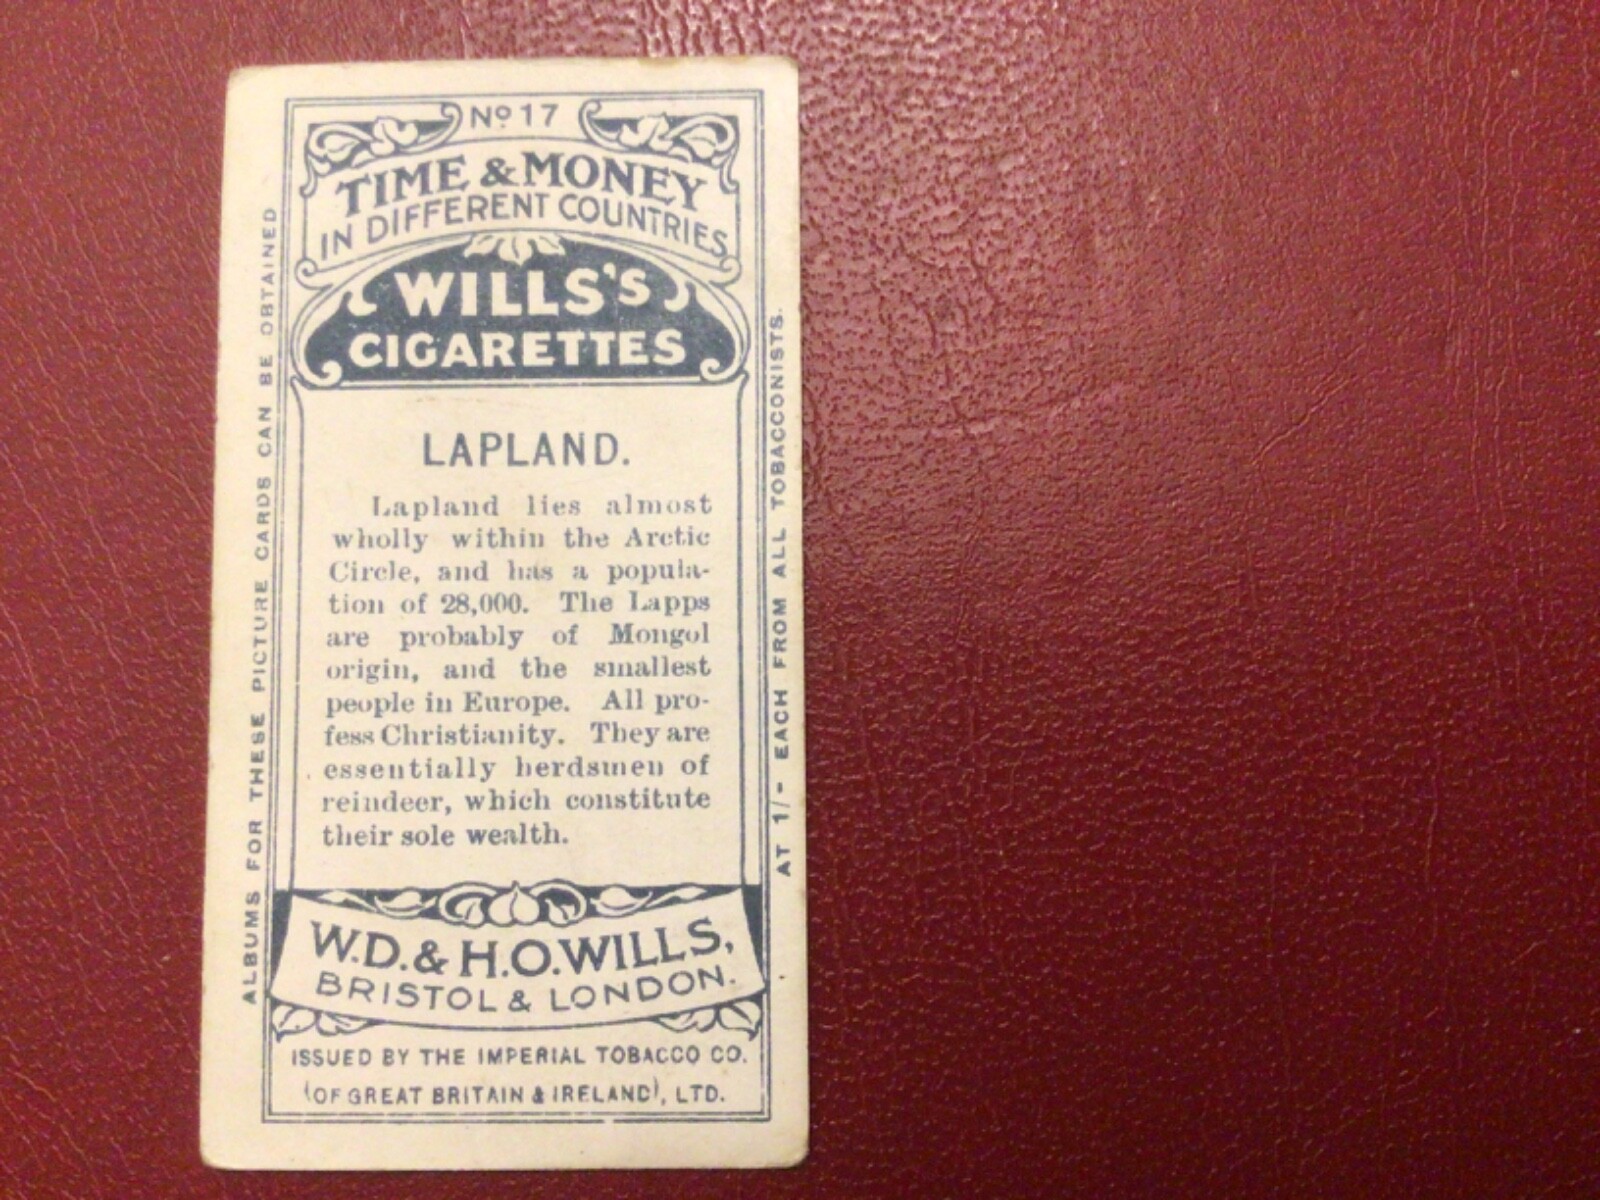 No 17
TIME & MONEY
IN DIFFERENT COUNTRIES
WILLS'S
CIGARETTES
LAPLAND.
Lapland lies almost
wholly within the Arctic
Circle, and has a popula-
tion of 28,000. The Lapps
are probably of Mongol
origin, and the smallest
people in Europe. All pro-
fess Christianity. They are
essentially herdsmen of
reindeer, which constitute
their sole wealth.
W.D. & H.O. WILLS,
BRISTOL & LONDON.
ISSUED BY THE IMPERIAL TOBACCO CO.
(OF GREAT BRITAIN & IRELAND), LTD.
ALBUMS FOR THESE PICTURE CARDS CAN BE OBTAINED
AT 1/- EACH FROM ALL TOBACCONISTS.